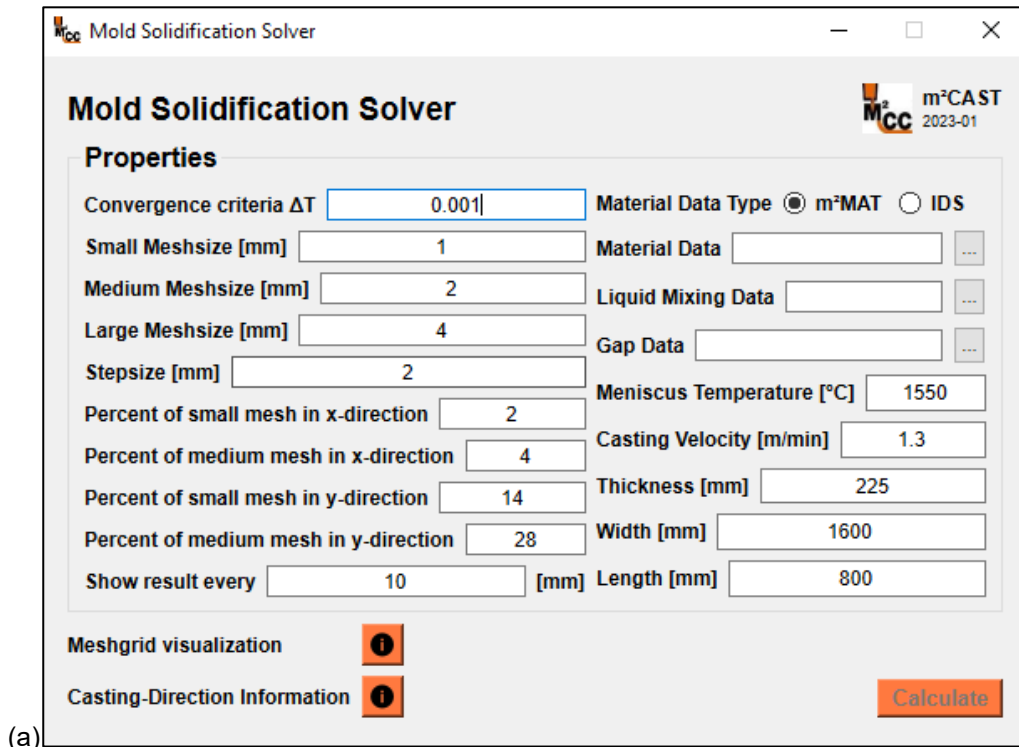 M²CC Mold Solidification Solver
Mold Solidification Solver
M²CC m²CAST
2023-01
Properties
Convergence criteria ΔT 0.001
Small Meshsize [mm] 1
Medium Meshsize [mm] 2
Large Meshsize [mm] 4
Stepsize [mm] 2
Percent of small mesh in x-direction 2
Percent of medium mesh in x-direction 4
Percent of small mesh in y-direction 14
Percent of medium mesh in y-direction 28
Show result every 10 [mm]
Material Data Type m²MAT IDS
Material Data ...
Liquid Mixing Data ...
Gap Data ...
Meniscus Temperature [°C] 1550
Casting Velocity [m/min] 1.3
Thickness [mm] 225
Width [mm] 1600
Length [mm] 800
Meshgrid visualization i
Casting-Direction Information i
Calculate
(a)